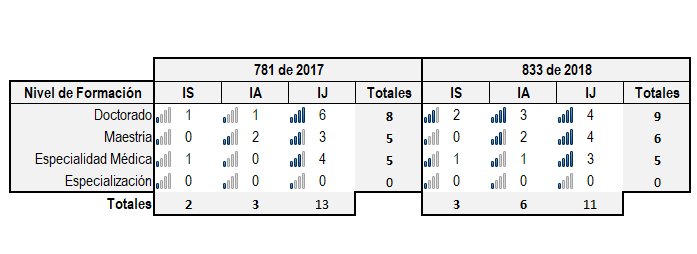 781 de 2017 833 de 2018
Nivel de Formación IS IA IJ Totales IS IA IJ Totales
Doctorado 1 1 6 8 2 3 4 9
Maestría 0 2 3 5 0 2 4 6
Especialidad Médica 1 0 4 5 1 1 3 5
Especialización 0 0 0 0 0 0 0 0
Totales 2 3 13 3 6 11